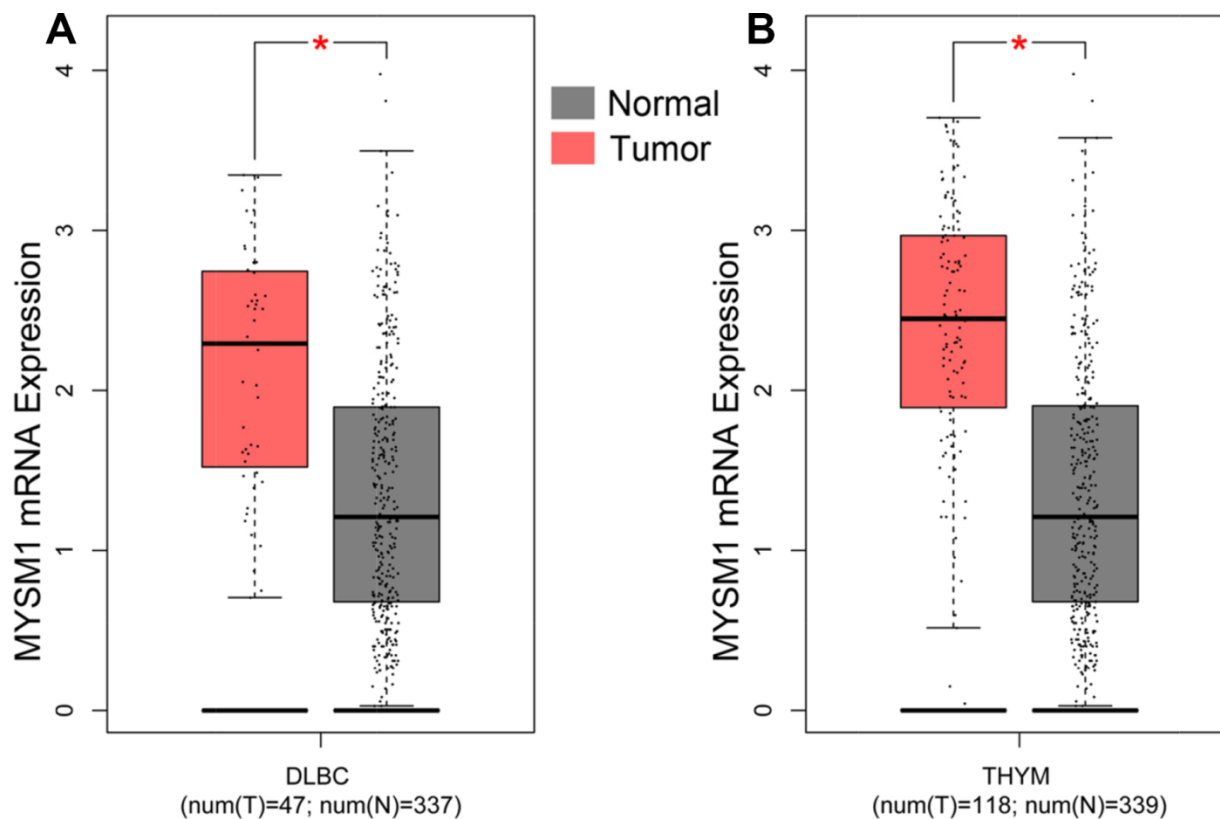 A
*
MYSM1 mRNA Expression
4
3
2
1
0
DLBC
(num(T)=47; num(N)=337)
Normal
Tumor
B
*
MYSM1 mRNA Expression
4
3
2
1
0
THYM
(num(T)=118; num(N)=339)